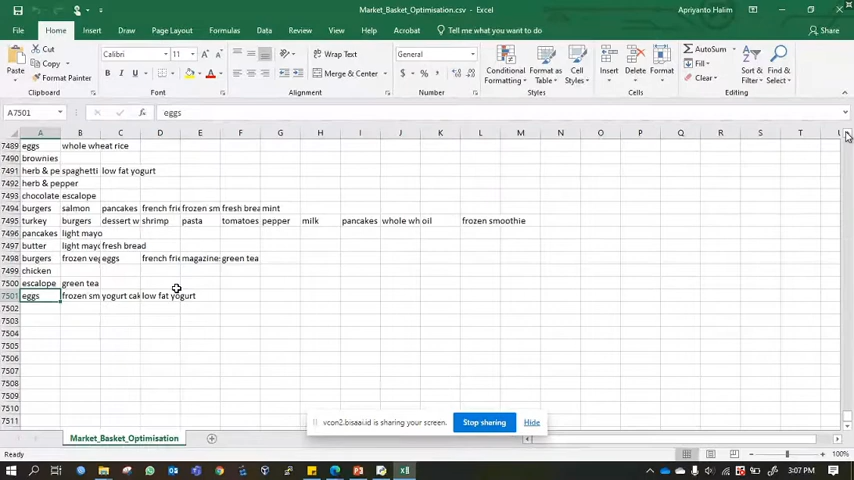 Market_Basket_Optimisation.csv - Excel
Apriyanto Halim
File Home Insert Draw Page Layout Formulas Data Review View Help Acrobat Tell me what you want to do Share
Cut
Copy
Format Painter
Paste
Clipboard
Calibri 11
B I U
Font
Wrap Text
Merge & Center
Alignment
General
$ % ,
Number
Conditional Formatting
Format as Table
Cell Styles
Styles
Insert Delete Format
Cells
AutoSum
Fill
Clear
Sort & Filter
Find & Select
Editing
A7501 fx eggs
A B C D E F G H I J K L M N O P Q R S T U
7489 eggs whole wheat rice
7490 brownies
7491 herb & pe spaghetti low fat yogurt
7492 herb & pepper
7493 chocolate escalope
7494 burgers salmon pancakes french frie frozen sm fresh brea mint
7495 turkey burgers dessert w shrimp pasta tomatoes pepper milk pancakes whole wh oil frozen smoothie
7496 pancakes light mayo
7497 butter light mayo fresh bread
7498 burgers frozen veg eggs french frie magazines green tea
7499 chicken
7500 escalope green tea
7501 eggs frozen sm yogurt cak low fat yogurt
7502
7503
7504
7505
7506
7507
7508
7509
7510
7511
vcon2.bisaai.id is sharing your screen. Stop sharing Hide
Market_Basket_Optimisation
100%
3:07 PM